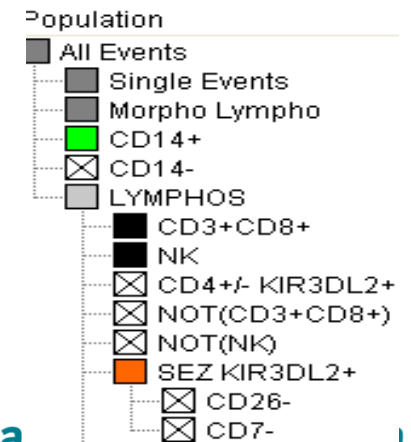 Population
All Events
Single Events
Morpho Lympho
CD14+
CD14-
LYMPHOS
CD3+CD8+
NK
CD4+/- KIR3DL2+
NOT(CD3+CD8+)
NOT(NK)
SEZ KIR3DL2+
CD26-
a CD7-